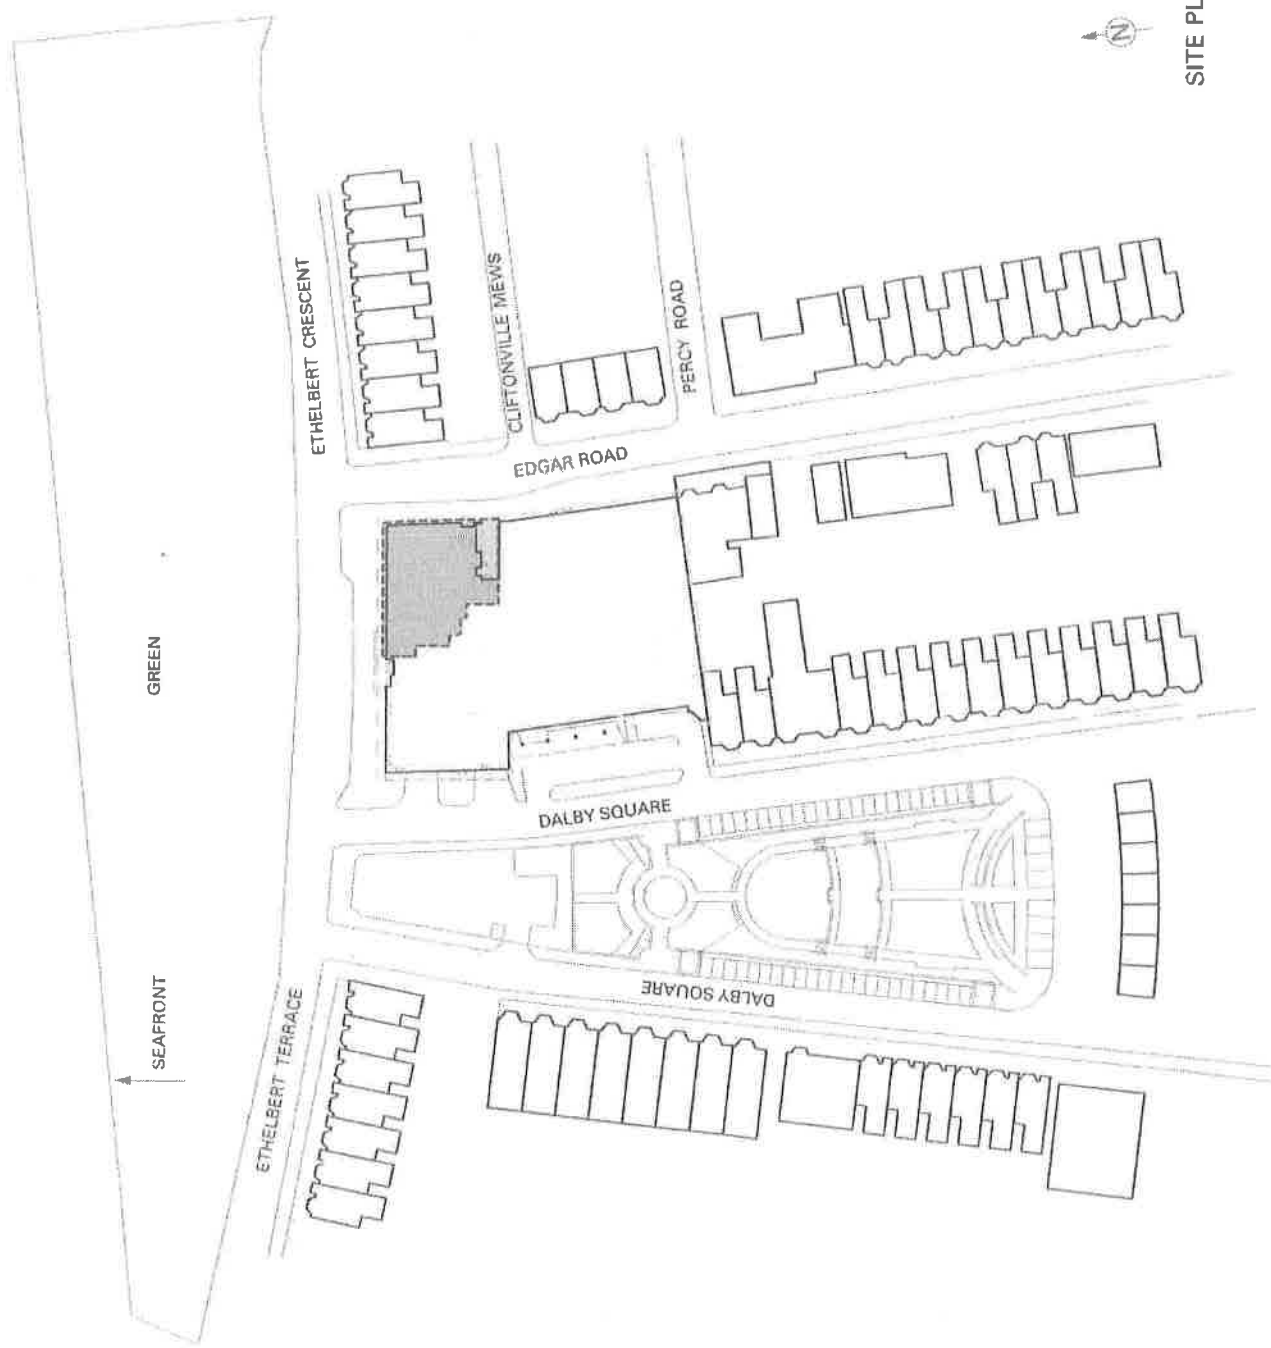 N
SITE PL
ETHELBERT CRESCENT
CLIFTONVILLE MEWS
PERCY ROAD
EDGAR ROAD
GREEN
DALBY SQUARE
SEAFRONT
DALBY SQUARE
ETHELBERT TERRACE